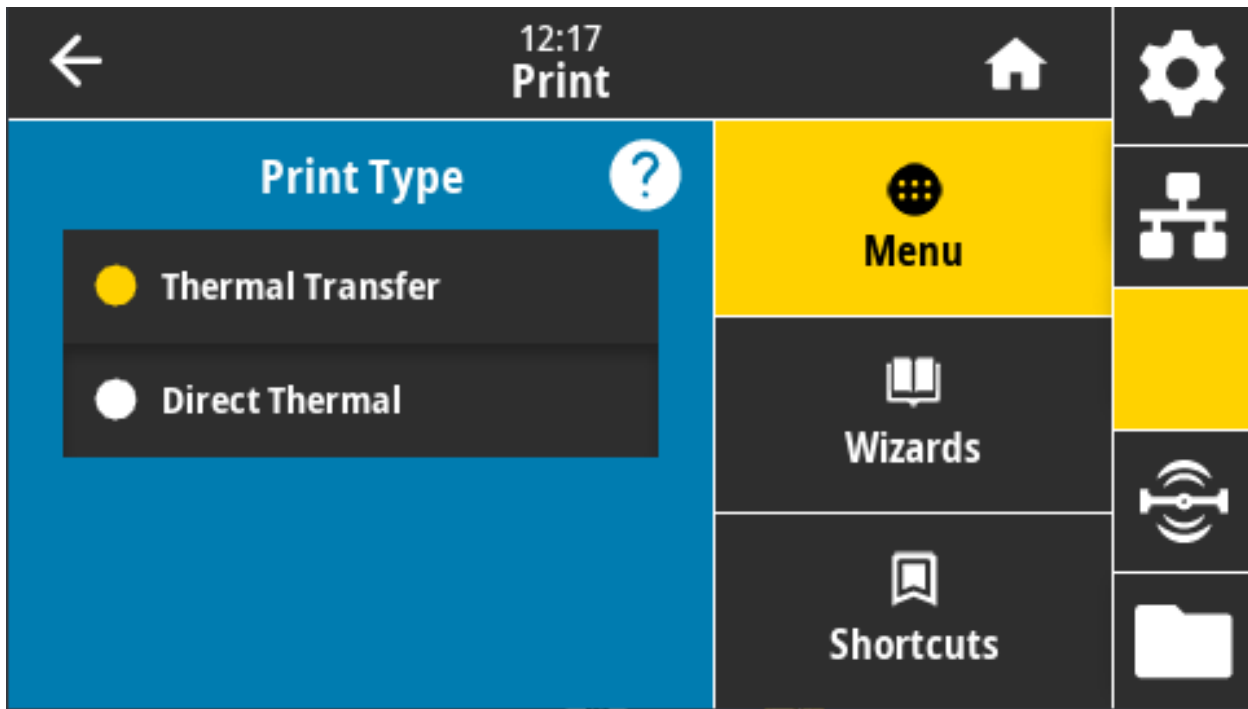 12:17
Print
Print Type
?
Thermal Transfer
Direct Thermal
Menu
Wizards
Shortcuts